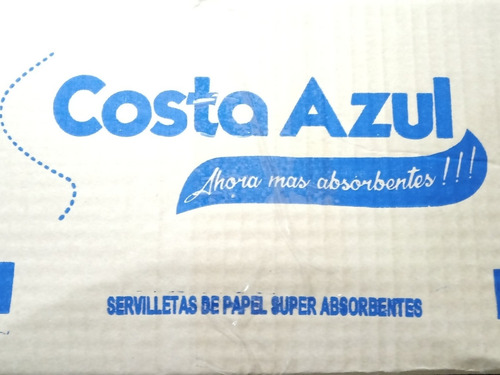 Costa Azul
Ahora mas absorbentes!!!
SERVILLETAS DE PAPEL SUPER ABSORBENTES